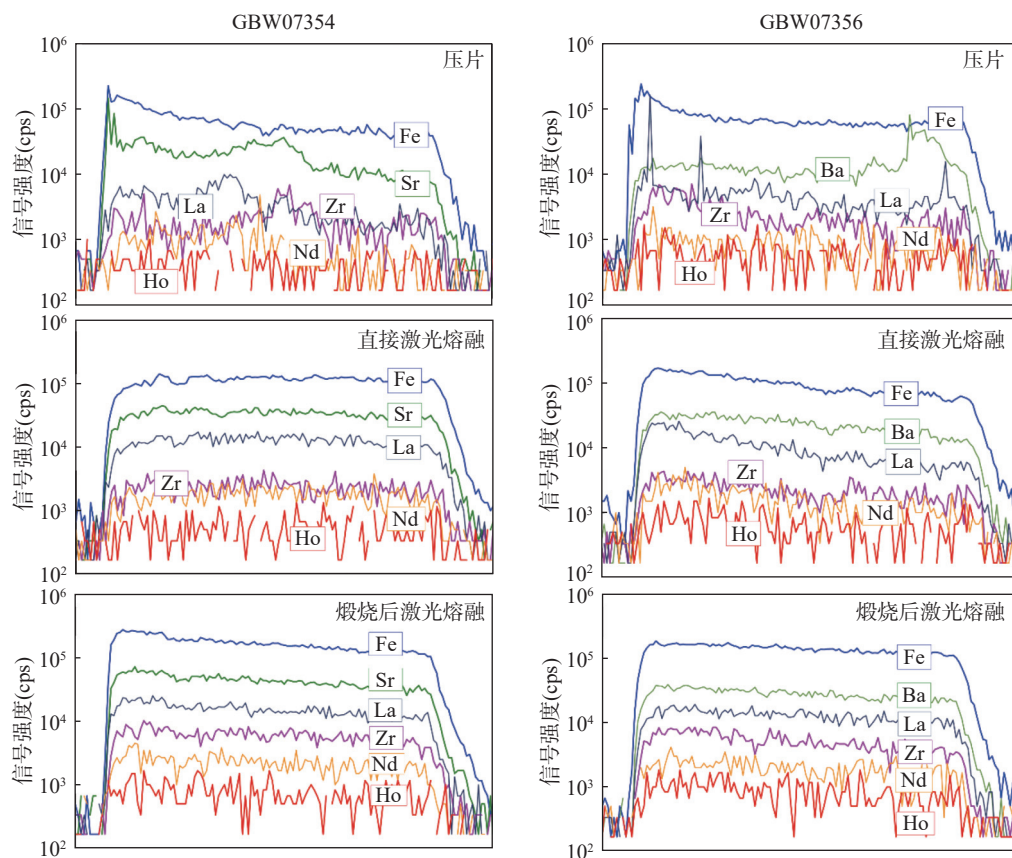 GBW07354
10⁶
压片
10⁵
10⁴
10³
10²
信号强度(cps)
Fe
Sr
La
Zr
Nd
Ho
GBW07356
10⁶
压片
10⁵
10⁴
10³
10²
信号强度(cps)
Fe
Ba
La
Zr
Nd
Ho
10⁶
直接激光熔融
10⁵
10⁴
10³
10²
信号强度(cps)
Fe
Sr
La
Zr
Nd
Ho
10⁶
直接激光熔融
10⁵
10⁴
10³
10²
信号强度(cps)
Fe
Ba
La
Zr
Nd
Ho
10⁶
煅烧后激光熔融
10⁵
10⁴
10³
10²
信号强度(cps)
Fe
Sr
La
Zr
Nd
Ho
10⁶
煅烧后激光熔融
10⁵
10⁴
10³
10²
信号强度(cps)
Fe
Ba
La
Zr
Nd
Ho